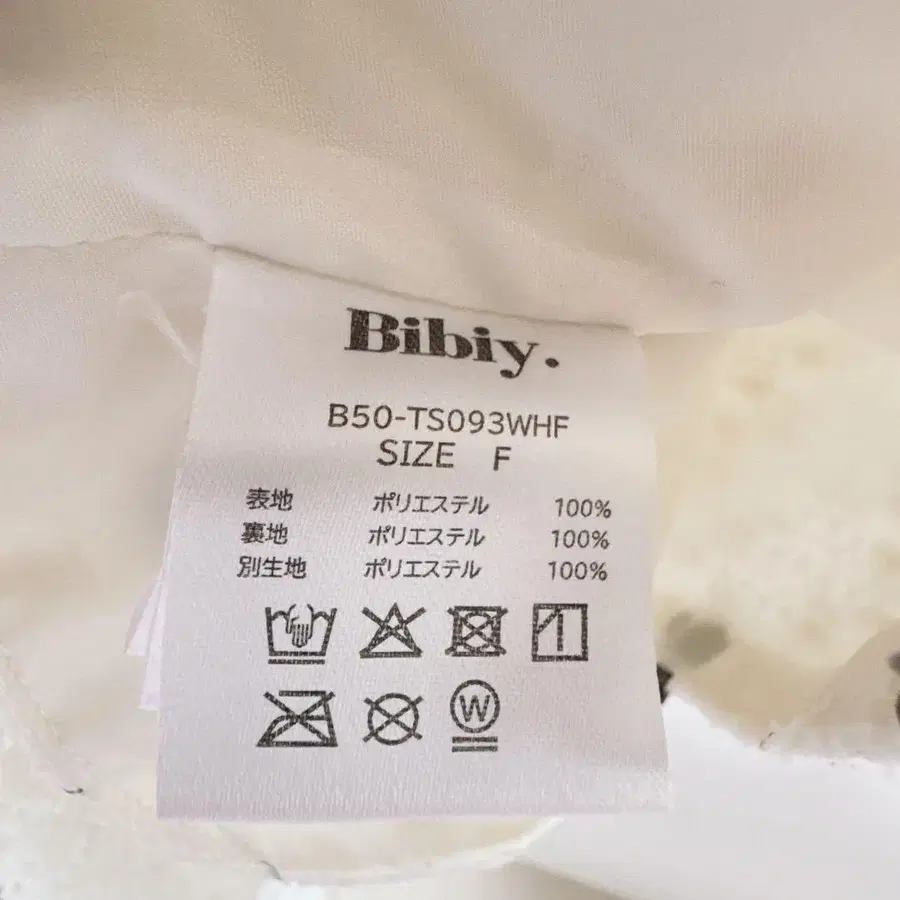 Bibiy.
B50-TS093WHF
SIZE F
表地 ポリエステル 100%
裏地 ポリエステル 100%
別生地 ポリエステル 100%
W